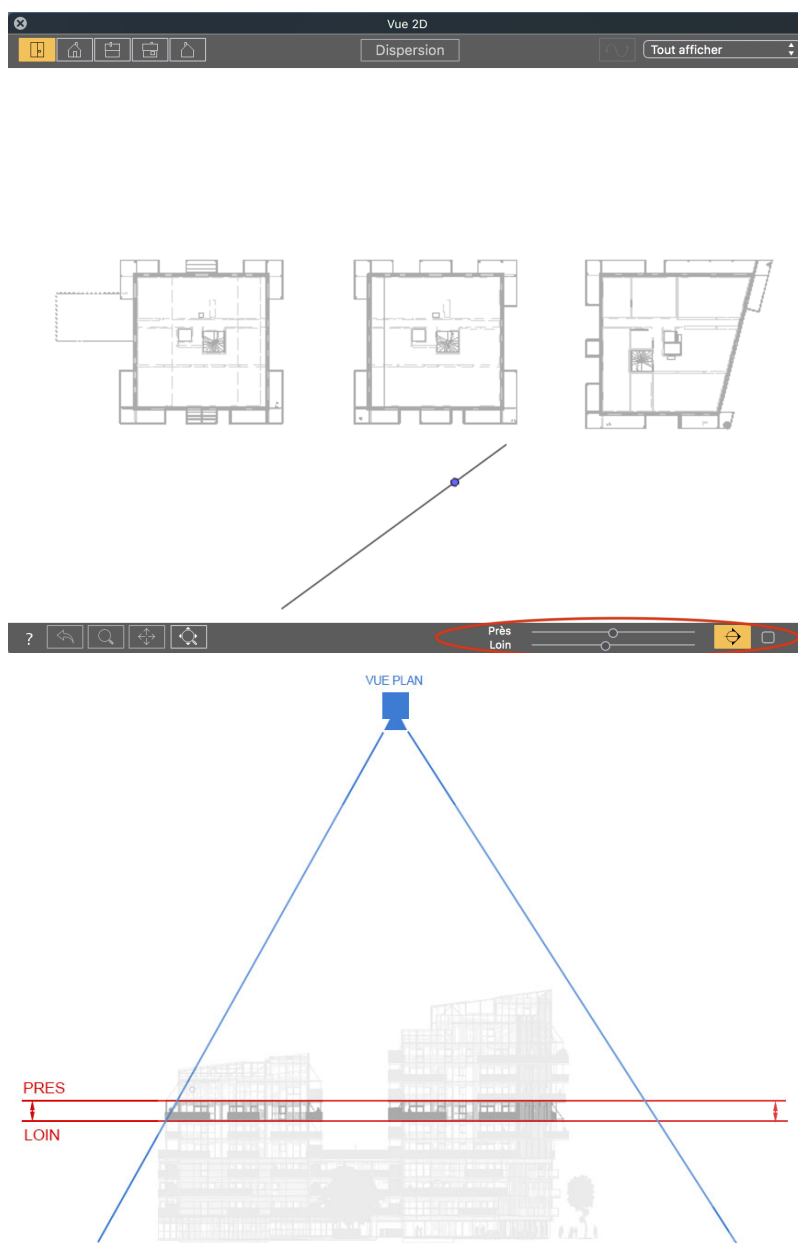 Vue 2D
Dispersion
Tout afficher
?
Près
Loin
VUE PLAN
PRES
LOIN